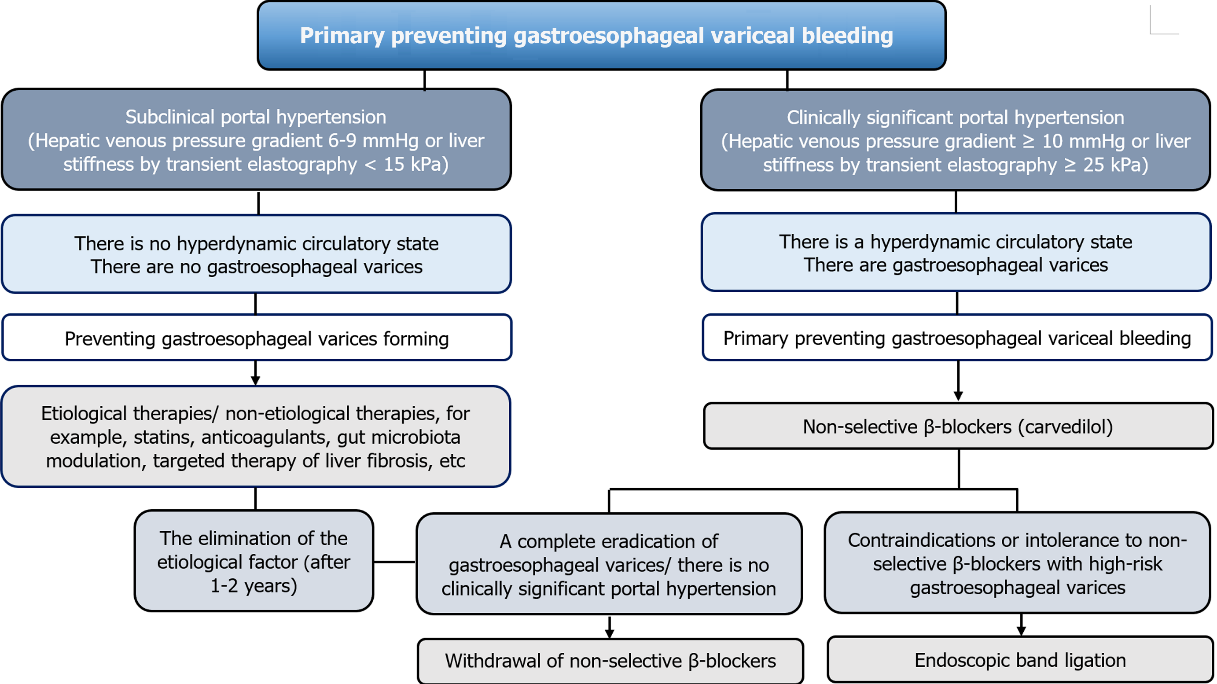 Primary preventing gastroesophageal variceal bleeding
Subclinical portal hypertension
(Hepatic venous pressure gradient 6-9 mmHg or liver
stiffness by transient elastography < 15 kPa)
Clinically significant portal hypertension
(Hepatic venous pressure gradient ≥ 10 mmHg or liver
stiffness by transient elastography ≥ 25 kPa)
There is no hyperdynamic circulatory state
There are no gastroesophageal varices
There is a hyperdynamic circulatory state
There are gastroesophageal varices
Preventing gastroesophageal varices forming
Primary preventing gastroesophageal variceal bleeding
Etiological therapies/ non-etiological therapies, for
example, statins, anticoagulants, gut microbiota
modulation, targeted therapy of liver fibrosis, etc
Non-selective β-blockers (carvedilol)
The elimination of the
etiological factor (after
1-2 years)
A complete eradication of
gastroesophageal varices/ there is no
clinically significant portal hypertension
Contraindications or intolerance to non-
selective β-blockers with high-risk
gastroesophageal varices
Withdrawal of non-selective β-blockers
Endoscopic band ligation